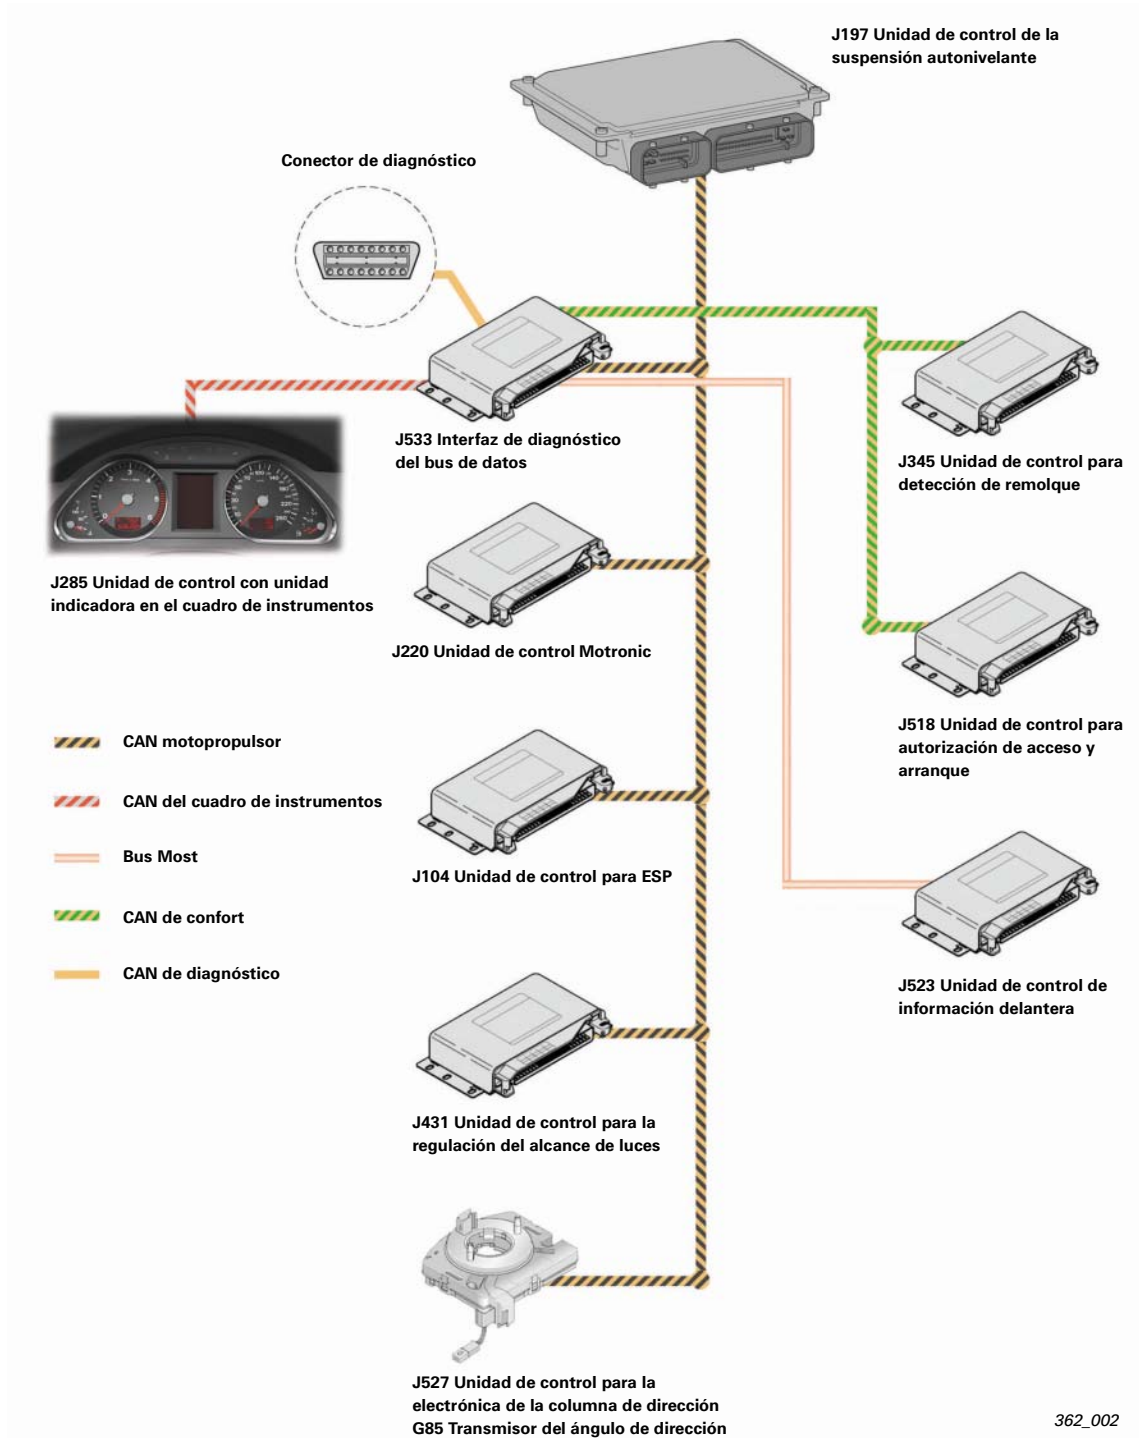 J197 Unidad de control de la
suspensión autonivelante
Conector de diagnóstico
J533 Interfaz de diagnóstico
del bus de datos
J345 Unidad de control para
detección de remolque
J285 Unidad de control con unidad
indicadora en el cuadro de instrumentos
J220 Unidad de control Motronic
J518 Unidad de control para
autorización de acceso y
arranque
CAN motopropulsor
CAN del cuadro de instrumentos
Bus Most
CAN de confort
CAN de diagnóstico
J104 Unidad de control para ESP
J523 Unidad de control de
información delantera
J431 Unidad de control para la
regulación del alcance de luces
J527 Unidad de control para la
electrónica de la columna de dirección
G85 Transmisor del ángulo de dirección
362_002